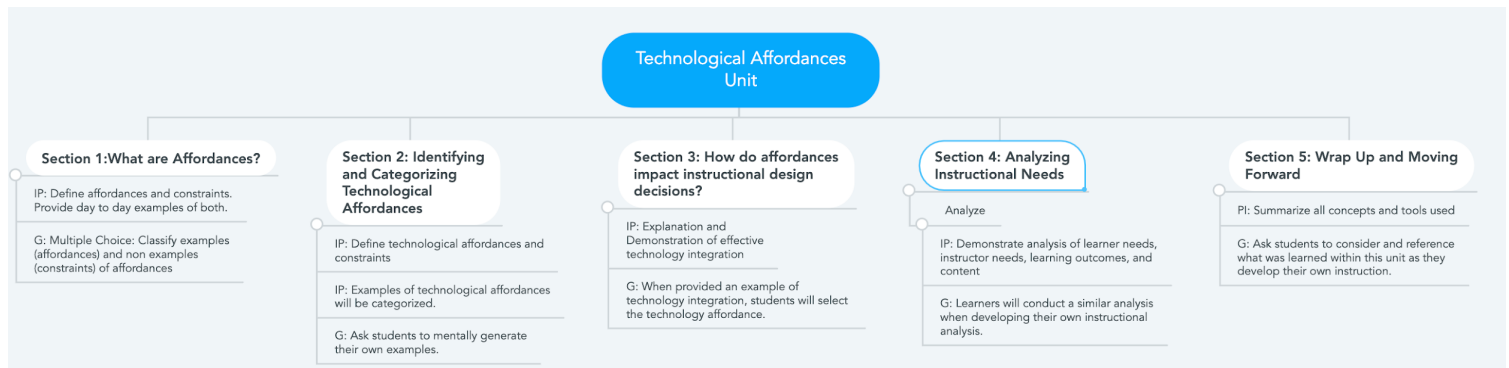 Technological Affordances
Unit
Section 1:What are Affordances?
IP: Define affordances and constraints.
Provide day to day examples of both.
G: Multiple Choice: Classify examples
(affordances) and non examples
(constraints) of affordances
Section 2: Identifying
and Categorizing
Technological
Affordances
IP: Define technological affordances and
constraints
IP: Examples of technological affordances
will be categorized.
G: Ask students to mentally generate
their own examples.
Section 3: How do affordances
impact instructional design
decisions?
IP: Explanation and
Demonstration of effective
technology integration
G: When provided an example of
technology integration, students will select
the technology affordance.
Section 4: Analyzing
Instructional Needs
Analyze
IP: Demonstrate analysis of learner needs,
instructor needs, learning outcomes, and
content
G: Learners will conduct a similar analysis
when developing their own instructional
analysis.
Section 5: Wrap Up and Moving
Forward
PI: Summarize all concepts and tools used
G: Ask students to consider and reference
what was learned within this unit as they
develop their own instruction.